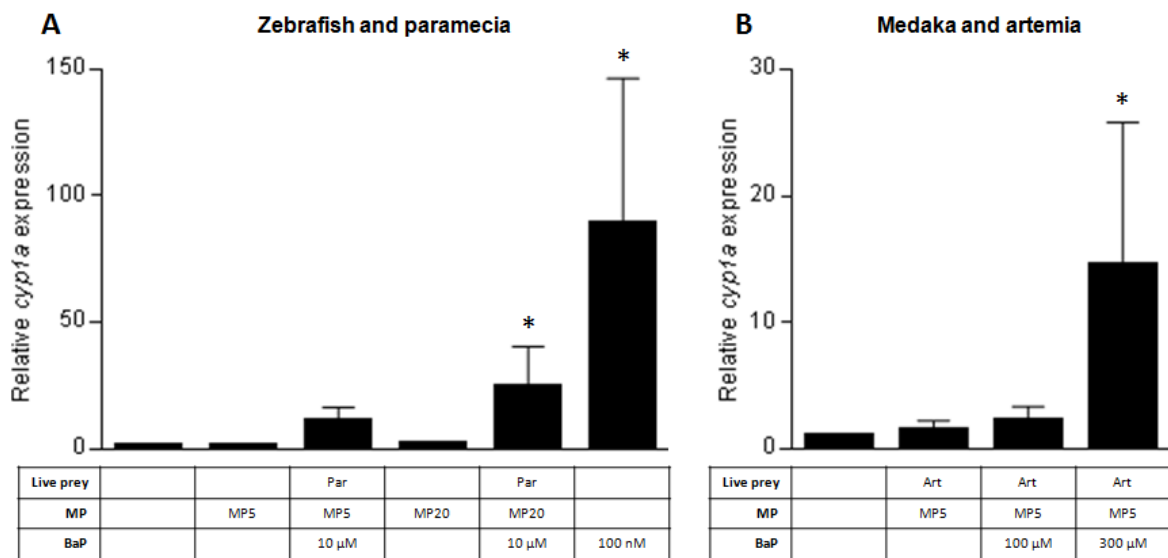 A
Zebrafish and paramecia
Relative cyp1a expression
150
100
50
0
*
*
Live prey Par Par
MP MP5 MP5 MP20 MP20
BaP 10 µM 10 µM 100 nM
B
Medaka and artemia
Relative cyp1a expression
30
20
10
0
*
Live prey Art Art Art
MP MP5 MP5 MP5
BaP 100 µM 300 µM